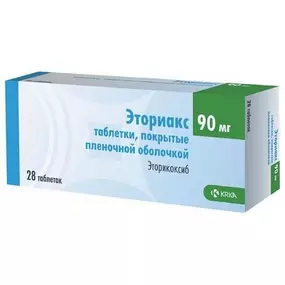 Эториакс
90 мг
таблетки, покрытые
пленочной оболочкой
Эторикоксиб
28 таблеток
KRKA